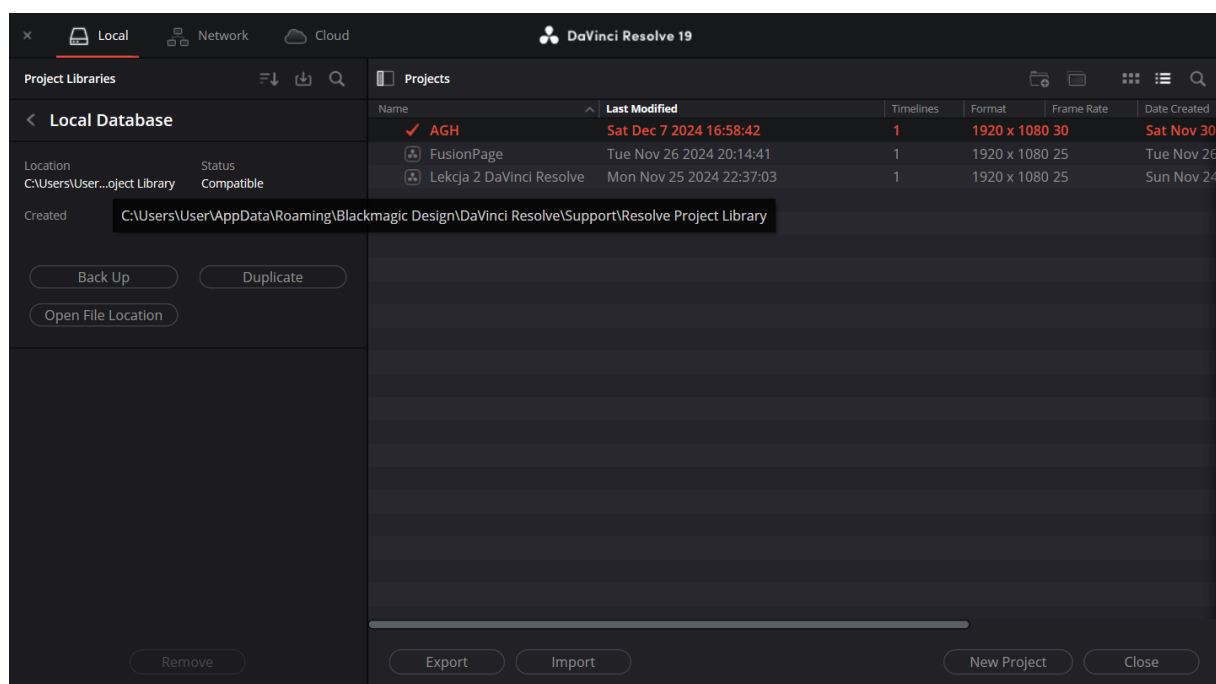 Local Network Cloud DaVinci Resolve 19
Project Libraries
Projects
Local Database
Location Status
C:\Users\User...oject Library Compatible
Created
C:\Users\User\AppData\Roaming\Blackmagic Design\DaVinci Resolve\Support\Resolve Project Library
Back Up Duplicate
Open File Location
Remove
Name Last Modified Timelines Format Frame Rate Date Created
AGH Sat Dec 7 2024 16:58:42 1 1920 x 1080 30 Sat Nov 30
FusionPage Tue Nov 26 2024 20:14:41 1 1920 x 1080 25 Tue Nov 26
Lekcja 2 DaVinci Resolve Mon Nov 25 2024 22:37:03 1 1920 x 1080 25 Sun Nov 24
Export Import New Project Close